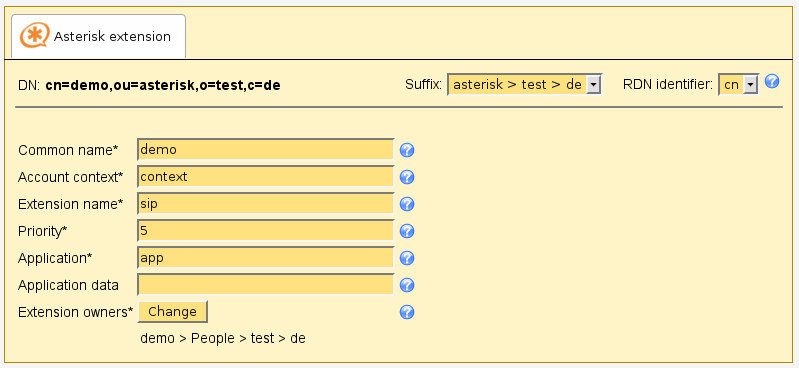 Asterisk extension
DN: cn=demo,ou=asterisk,o=test,c=de Suffix: asterisk > test > de RDN identifier: cn ?
Common name* demo ?
Account context* context ?
Extension name* sip ?
Priority* 5 ?
Application* app ?
Application data ?
Extension owners* Change ?
demo > People > test > de